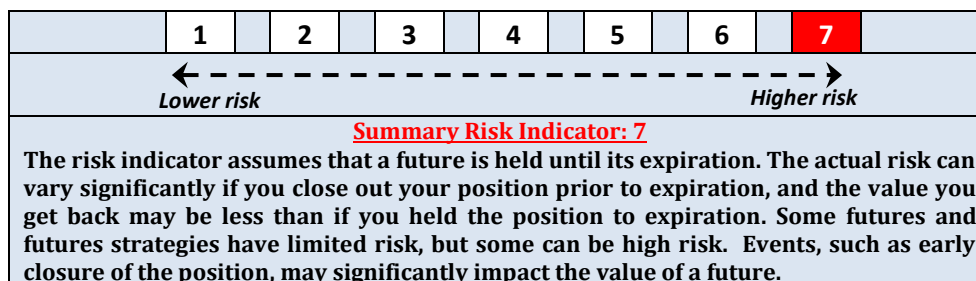 1 2 3 4 5 6 7
Lower risk Higher risk
Summary Risk Indicator: 7
The risk indicator assumes that a future is held until its expiration. The actual risk can
vary significantly if you close out your position prior to expiration, and the value you
get back may be less than if you held the position to expiration. Some futures and
futures strategies have limited risk, but some can be high risk. Events, such as early
closure of the position, may significantly impact the value of a future.